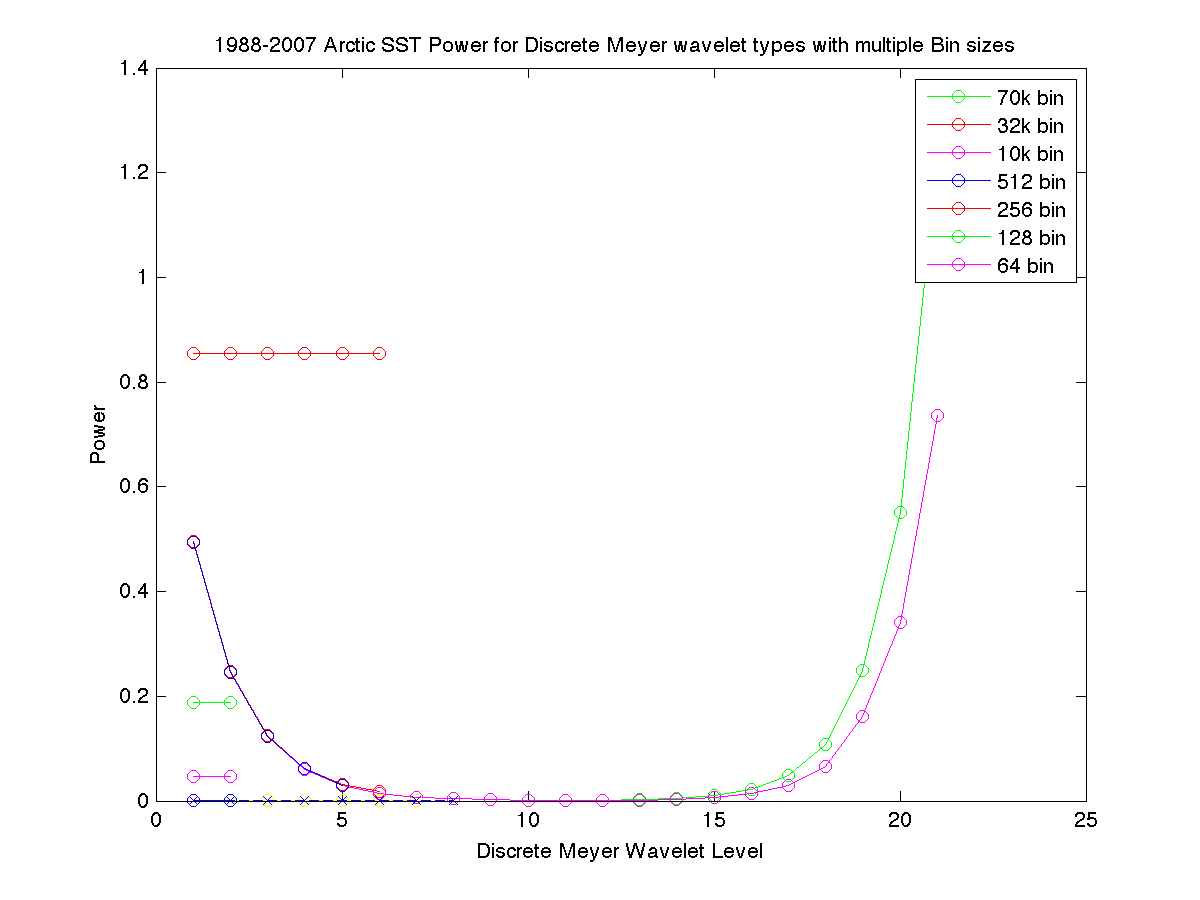 1988-2007 Arctic SST Power for Discrete Meyer wavelet types with multiple Bin sizes
1.4
1.2
1
0.8
0.6
0.4
0.2
0
Power
70k bin
32k bin
10k bin
512 bin
256 bin
128 bin
64 bin
0 5 10 15 20 25
Discrete Meyer Wavelet Level